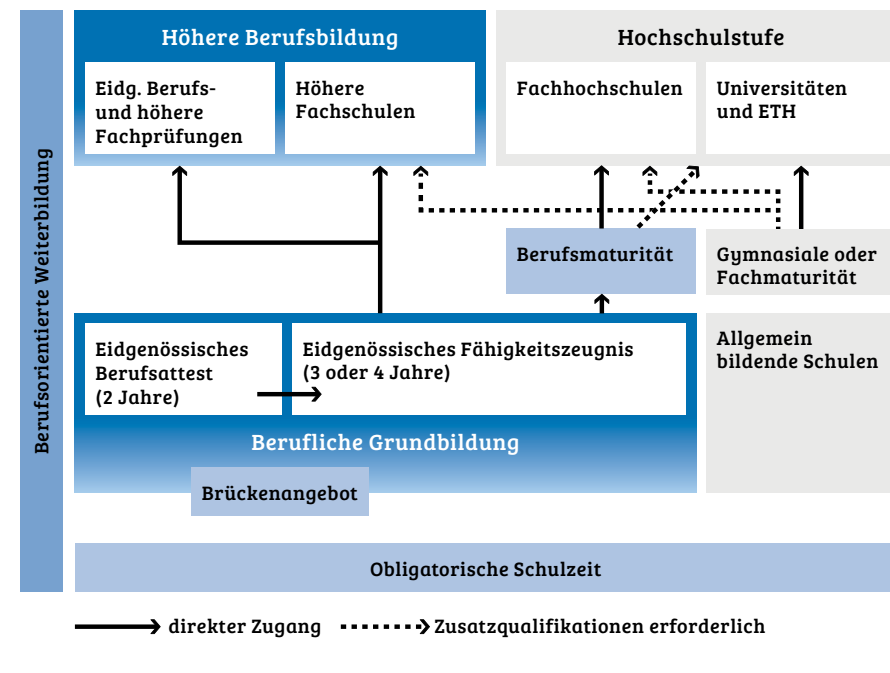 Berufsorientierte Weiterbildung
Höhere Berufsbildung
Eidg. Berufs-
und höhere
Fachprüfungen
Höhere
Fachschulen
Hochschulstufe
Fachhochschulen
Universitäten
und ETH
Berufsmaturität
Gymnasiale oder
Fachmaturität
Eidgenössisches
Berufsattest
(2 Jahre)
Eidgenössisches Fähigkeitszeugnis
(3 oder 4 Jahre)
Allgemein
bildende Schulen
Berufliche Grundbildung
Brückenangebot
Obligatorische Schulzeit
direkter Zugang
Zusatzqualifikationen erforderlich